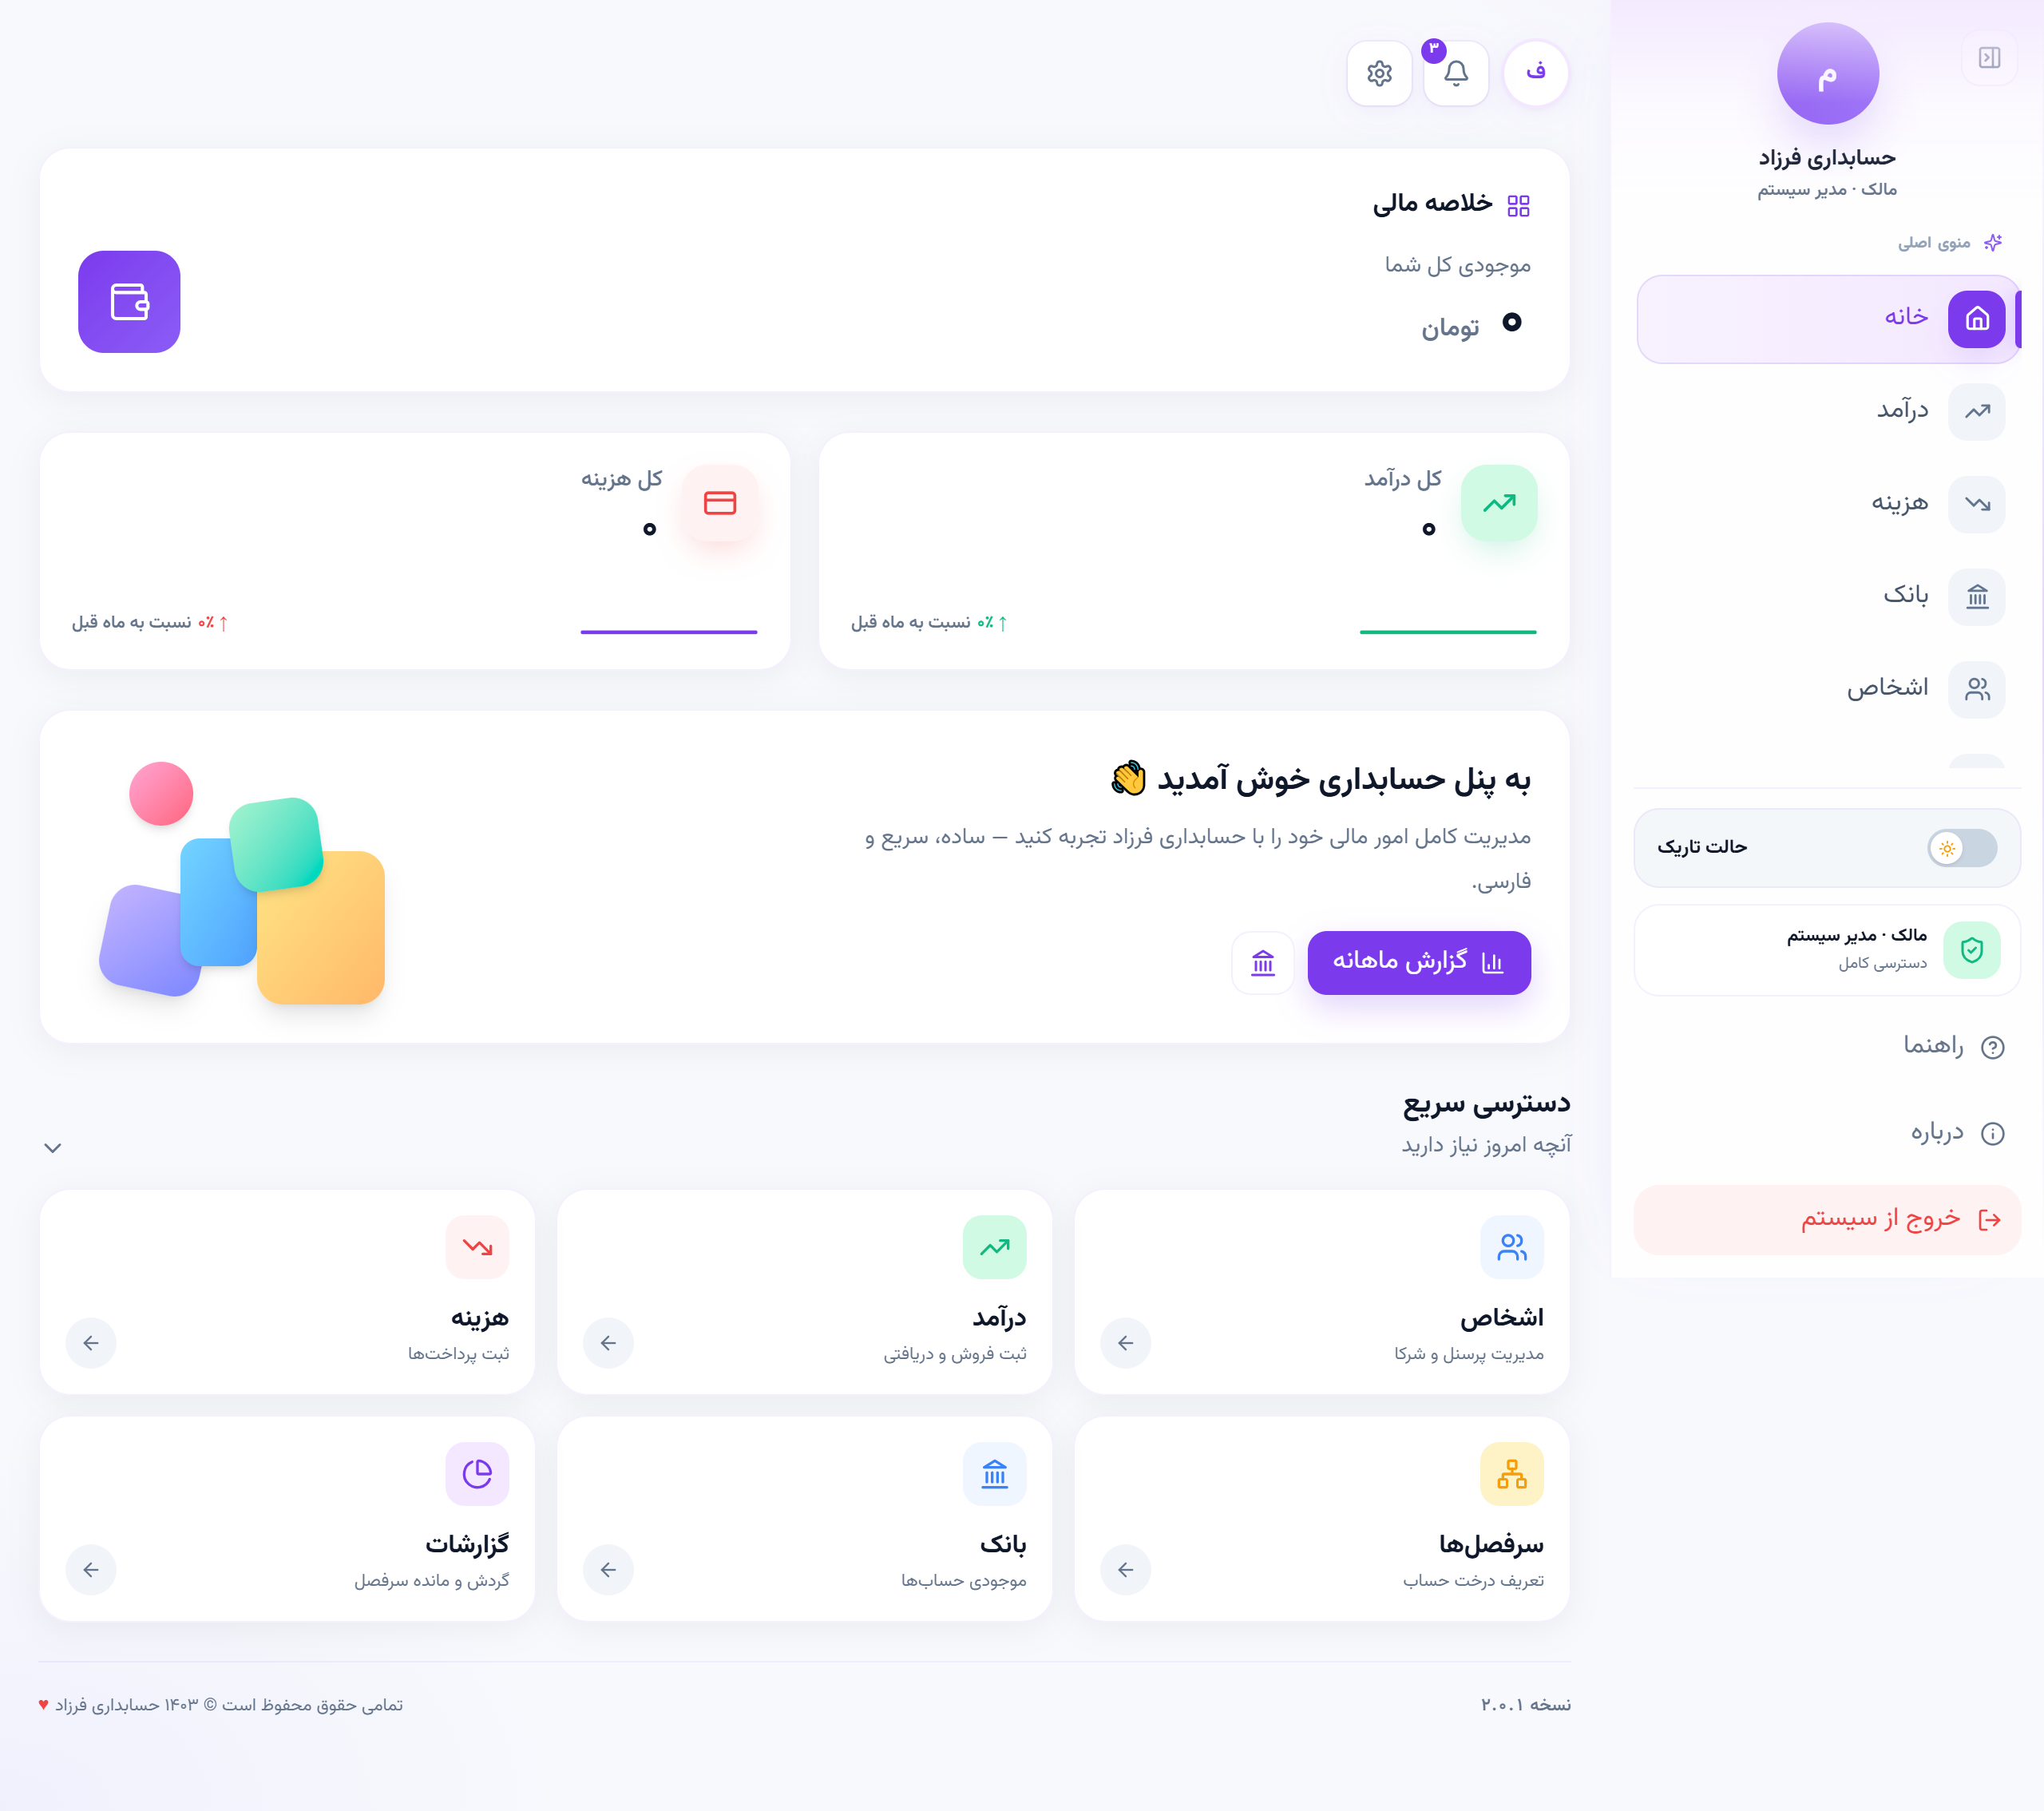 م
حسابداری فرزاد
مالک · مدیر سیستم
منوی اصلی
خانه
درآمد
هزینه
بانک
اشخاص
حالت تاریک
مالک · مدیر سیستم
دسترسی کامل
راهنما
درباره
خروج از سیستم
ف
۳
خلاصه مالی
موجودی کل شما
۰ تومان
کل درآمد
۰
↑ ۰٪ نسبت به ماه قبل
کل هزینه
۰
↑ ۰٪ نسبت به ماه قبل
به پنل حسابداری خوش آمدید 👋
مدیریت کامل امور مالی خود را با حسابداری فرزاد تجربه کنید — ساده، سریع و
فارسی.
گزارش ماهانه
دسترسی سریع
آنچه امروز نیاز دارید
اشخاص
مدیریت پرسنل و شرکا
درآمد
ثبت فروش و دریافتی
هزینه
ثبت پرداخت‌ها
سرفصل‌ها
تعریف درخت حساب
بانک
موجودی حساب‌ها
گزارشات
گردش و مانده سرفصل
نسخه ۲.۰.۱
تمامی حقوق محفوظ است © ۱۴۰۳ حسابداری فرزاد ♥